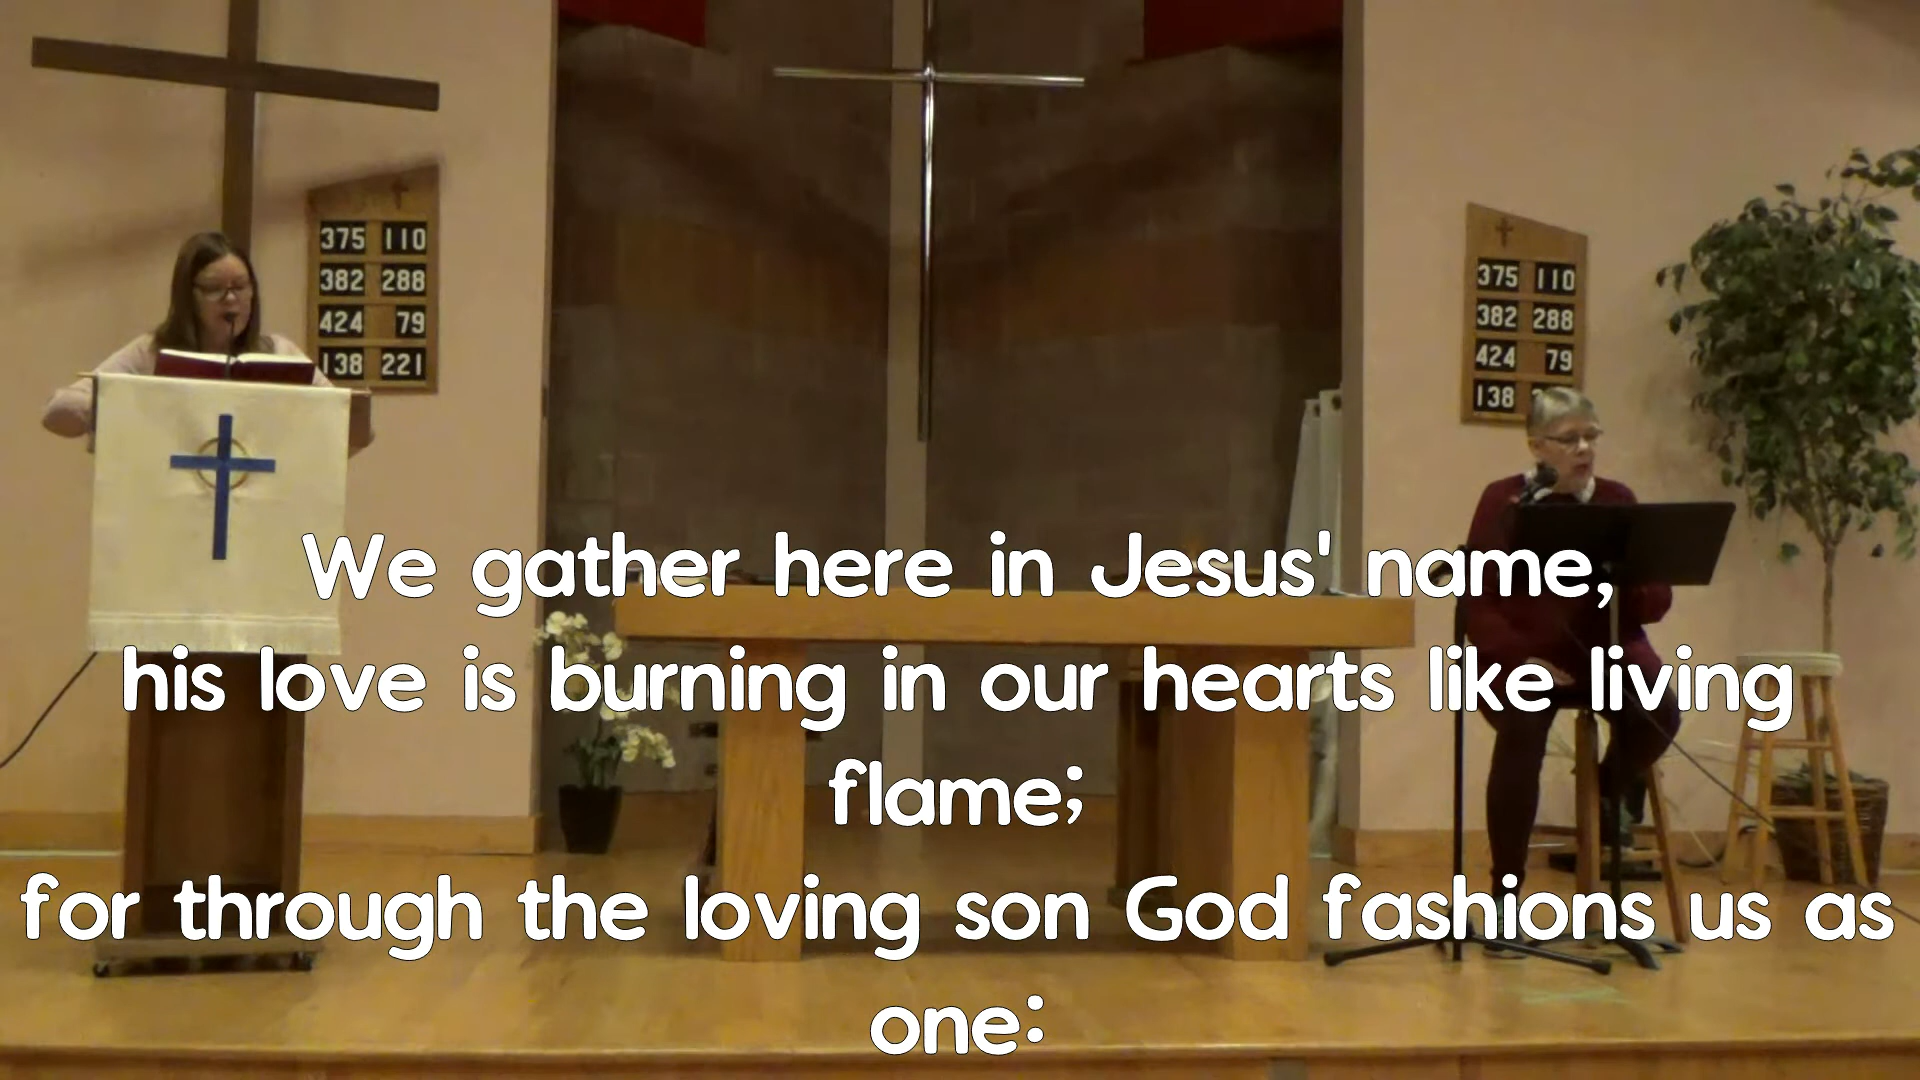 375 110
382 288
424 79
138 221
375 110
382 288
424 79
138
We gather here in Jesus' name,
his love is burning in our hearts like living
flame;
for through the loving son God fashions us as
one: